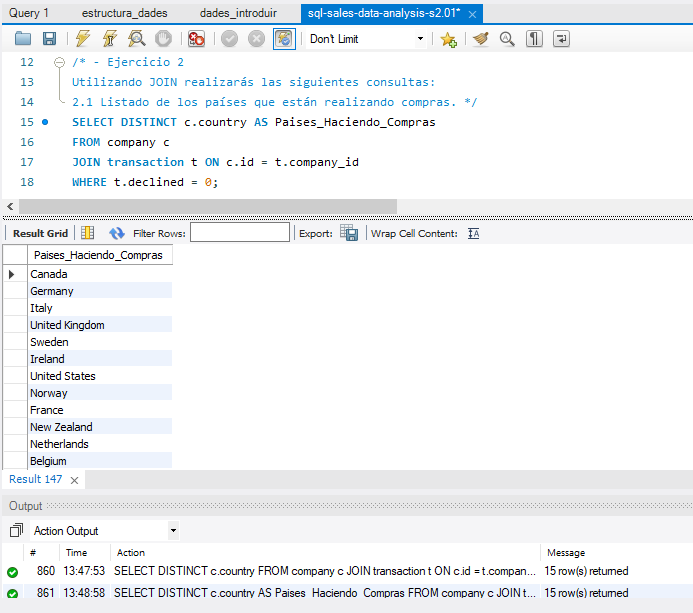 Query 1 estructura_dades dades_introduir sql-sales-data-analysis-s2.01*
Don't Limit
12 /* - Ejercicio 2
13 Utilizando JOIN realizarás las siguientes consultas:
14 2.1 Listado de los países que están realizando compras. */
15 SELECT DISTINCT c.country AS Paises_Haciendo_Compras
16 FROM company c
17 JOIN transaction t ON c.id = t.company_id
18 WHERE t.declined = 0;
Result Grid Filter Rows: Export: Wrap Cell Content:
Paises_Haciendo_Compras
Canada
Germany
Italy
United Kingdom
Sweden
Ireland
United States
Norway
France
New Zealand
Netherlands
Belgium
Result 147
Output
Action Output
# Time Action Message
860 13:47:53 SELECT DISTINCT c.country FROM company c JOIN transaction t ON c.id = t.compan... 15 row(s) returned
861 13:48:58 SELECT DISTINCT c.country AS Paises_Haciendo_Compras FROM company c JOIN t... 15 row(s) returned